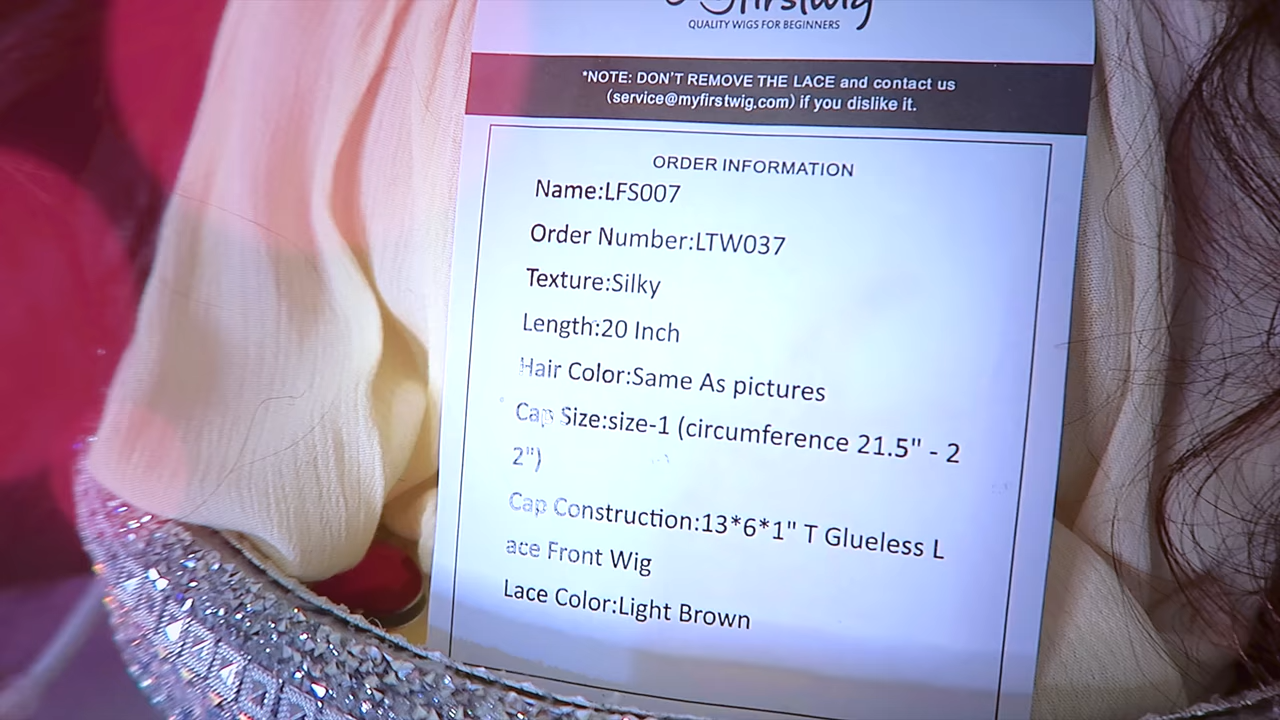 Myfirstwig
QUALITY WIGS FOR BEGINNERS
*NOTE: DON'T REMOVE THE LACE and contact us
(service@myfirstwig.com) if you dislike it.
ORDER INFORMATION
Name:LFS007
Order Number:LTW037
Texture:Silky
Length:20 Inch
Hair Color:Same As pictures
Cap Size:size-1 (circumference 21.5" - 2
2")
Cap Construction:13*6*1" T Glueless L
ace Front Wig
Lace Color:Light Brown